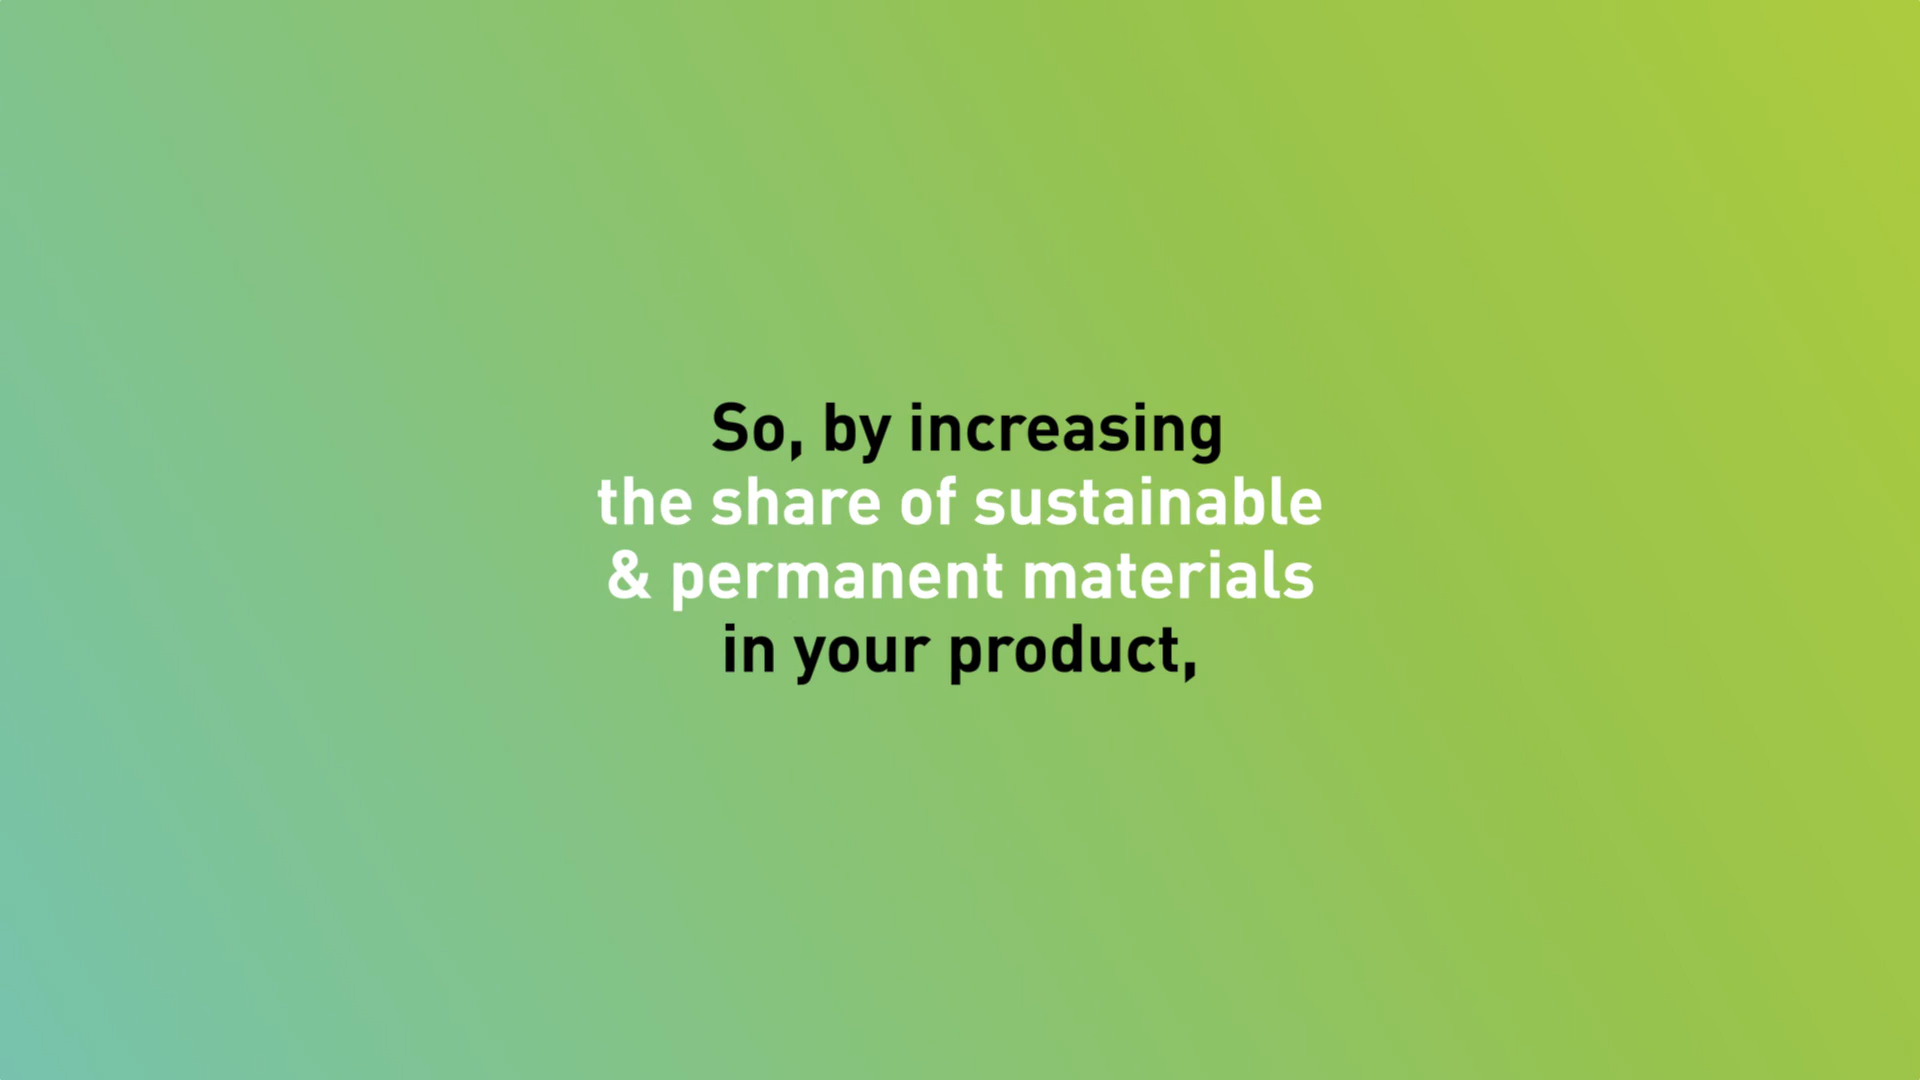 So, by increasing
the share of sustainable
& permanent materials
in your product,